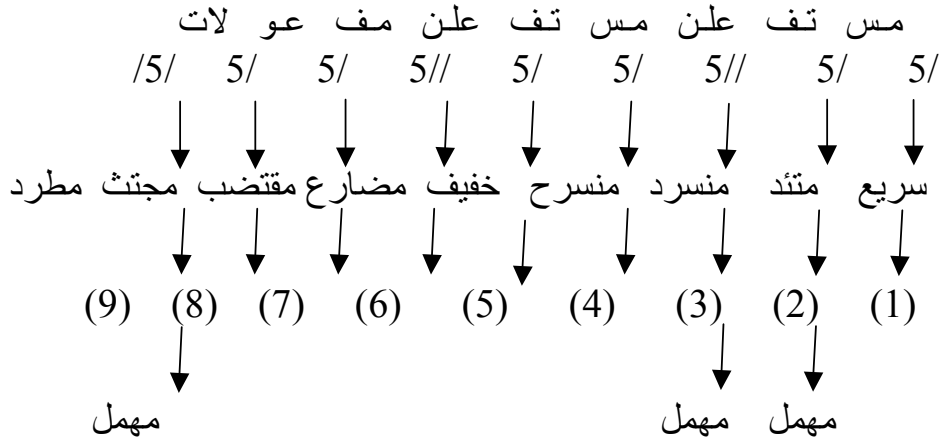 مس تف علن مس تف علن مف عو لات
/5 /5 //5 /5 /5 //5 /5 /5 /5/
سريع متئد منسرد منسرح خفيف مضارع مقتضب مجتث مطرد
(1) (2) (3) (4) (5) (6) (7) (8) (9)
مهمل مهمل مهمل